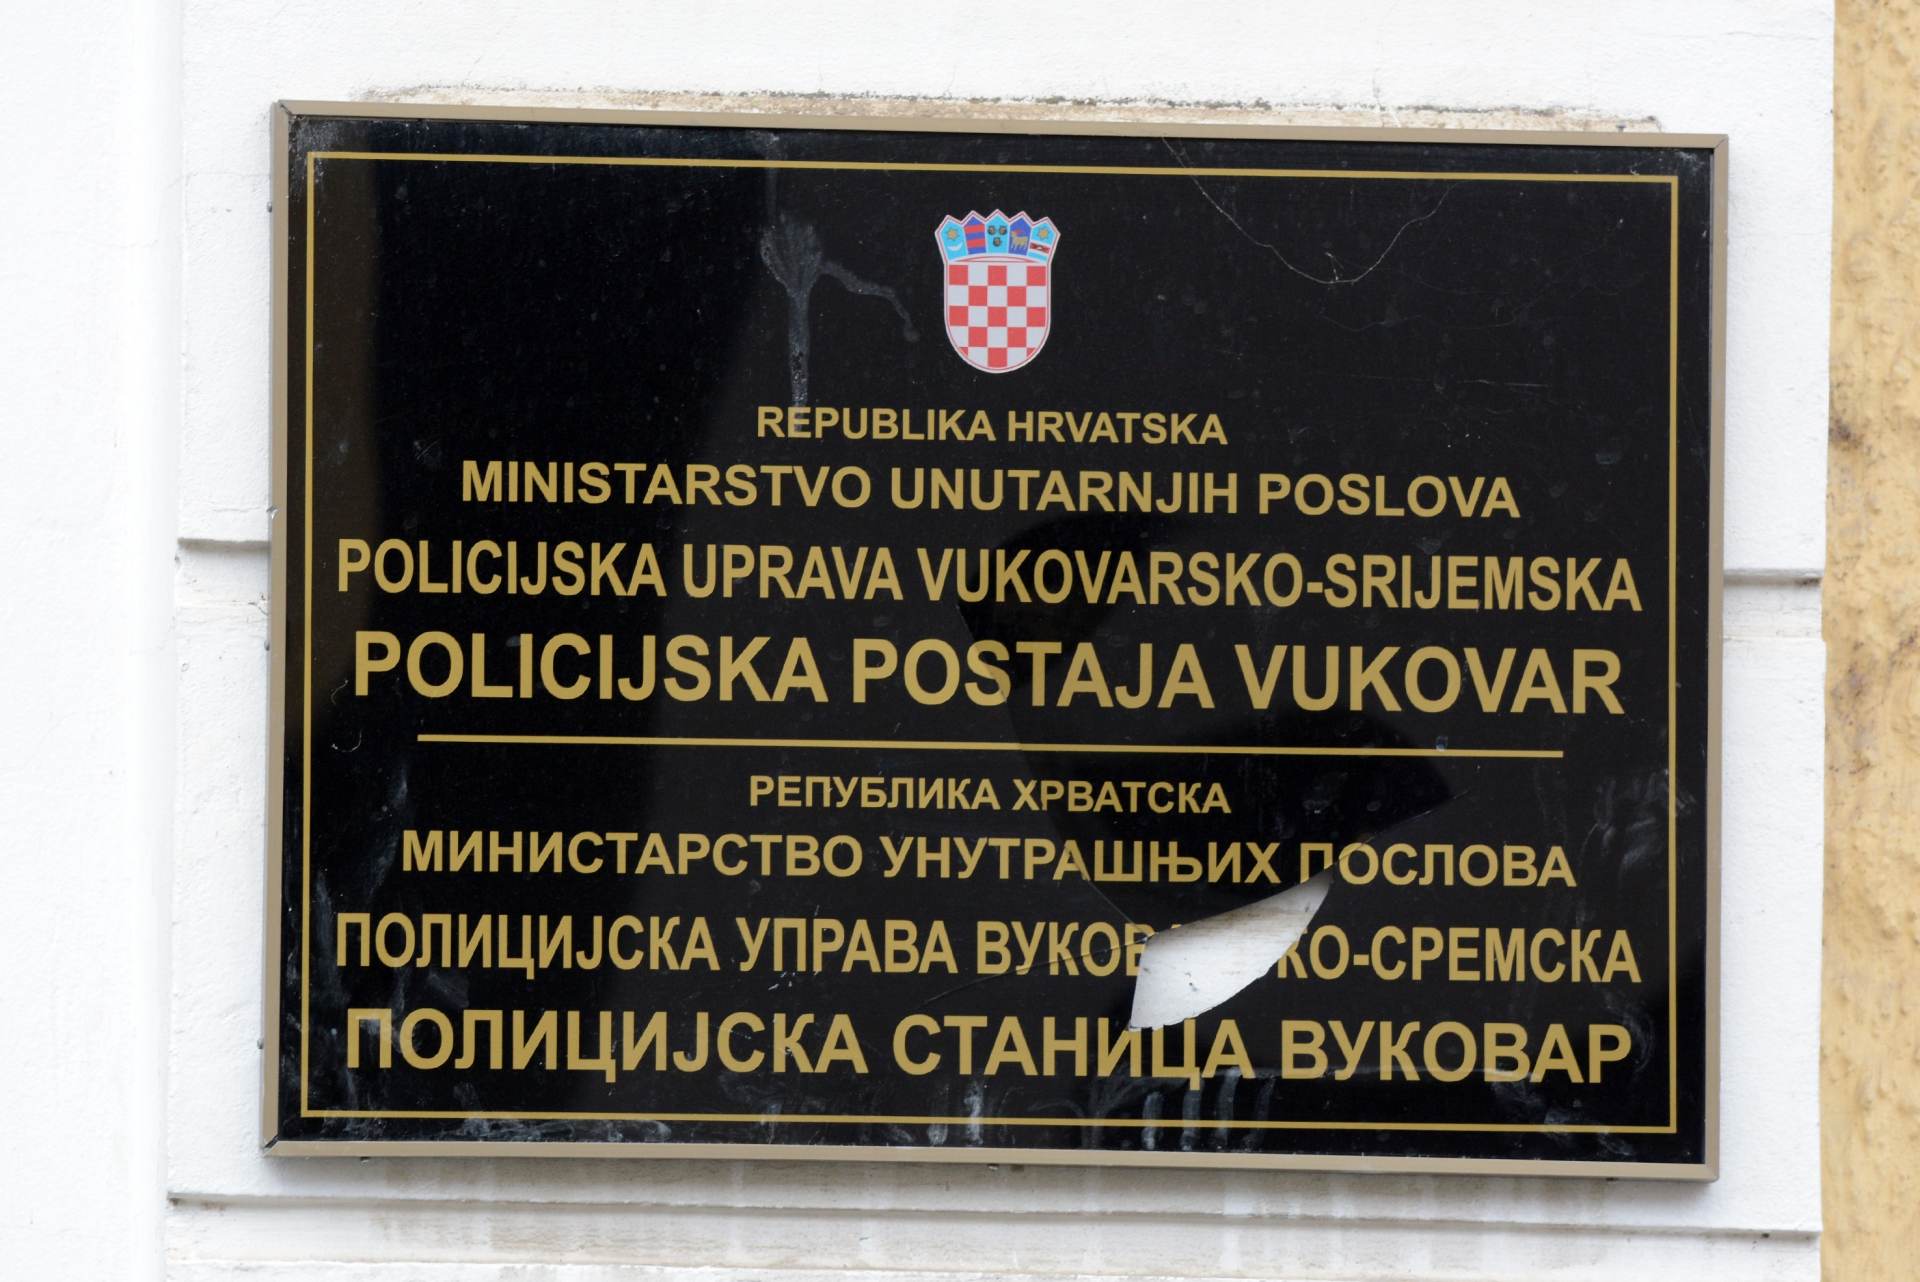 REPUBLIKA HRVATSKA
MINISTARSTVO UNUTARNJIH POSLOVA
POLICIJSKA UPRAVA VUKOVARSKO-SRIJEMSKA
POLICIJSKA POSTAJA VUKOVAR
РЕПУБЛИКА ХРВАТСКА
МИНИСТАРСТВО УНУТРАШЊИХ ПОСЛОВА
ПОЛИЦИЈСКА УПРАВА КО-СРЕМСКА
ПОЛИЦИЈСКА СТАНИЦА ВУКОВАР